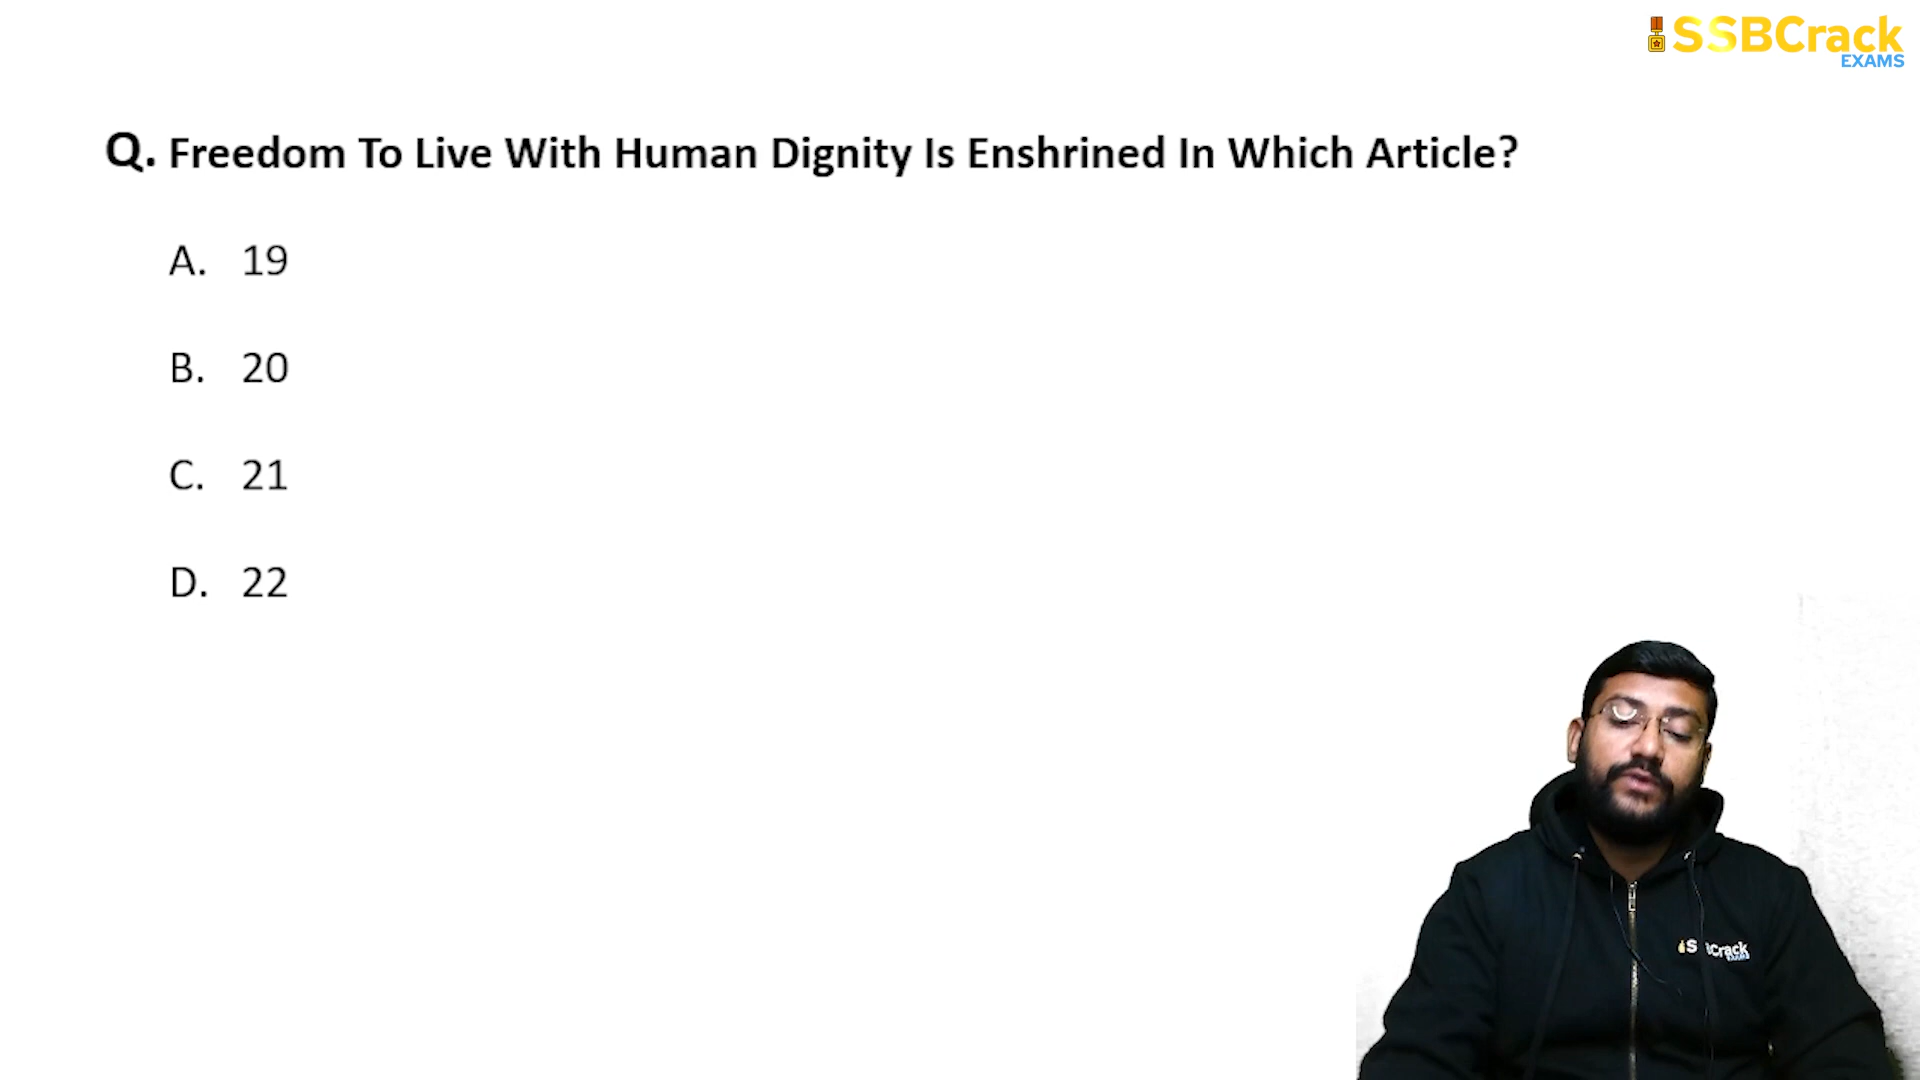 SSBCrack
EXAMS
Q. Freedom To Live With Human Dignity Is Enshrined In Which Article?
A. 19
B. 20
C. 21
D. 22